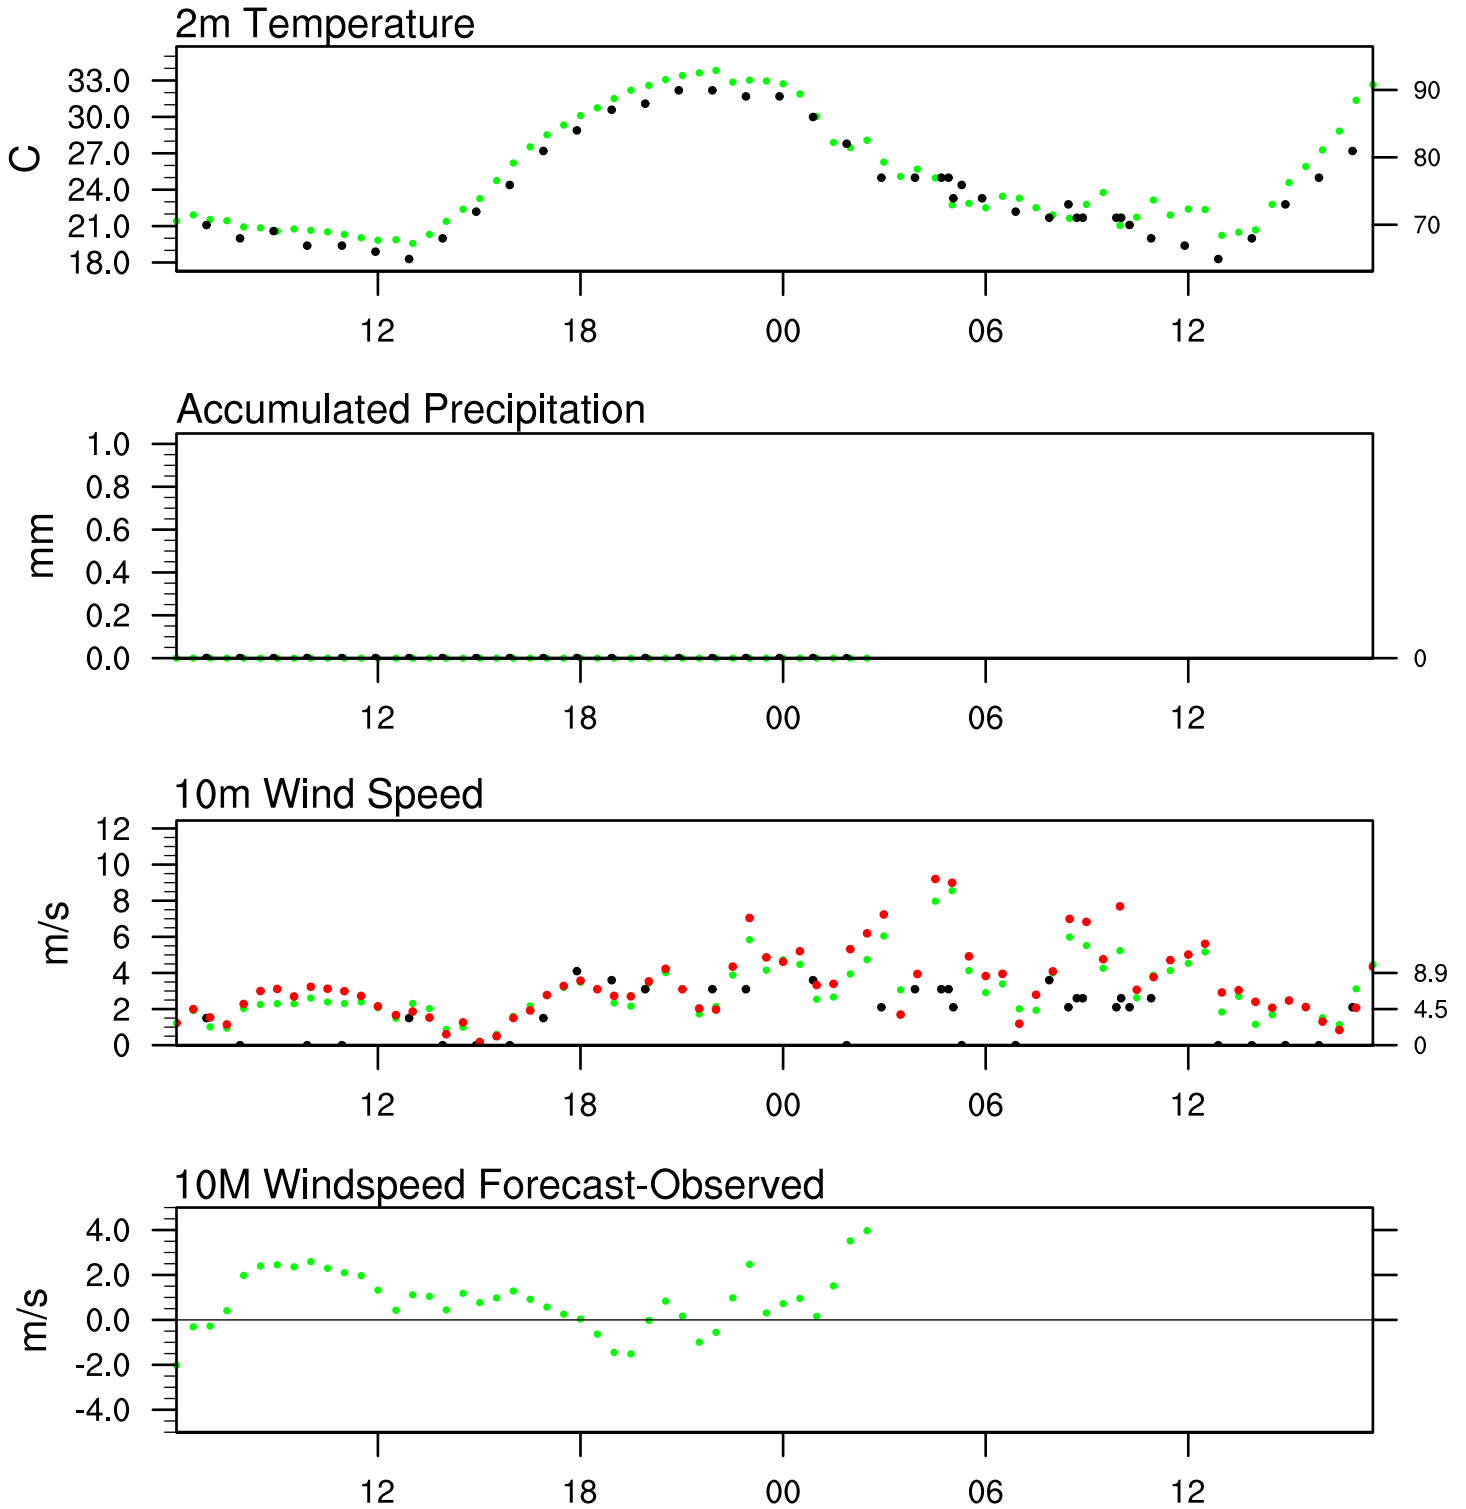 2m Temperature
33.0
30.0
27.0
24.0
21.0
18.0
C
90
80
70
12 18 00 06 12
Accumulated Precipitation
1.0
0.8
0.6
0.4
0.2
0.0
mm
0
12 18 00 06 12
10m Wind Speed
12
10
8
6
4
2
0
m/s
8.9
4.5
0
12 18 00 06 12
10M Windspeed Forecast-Observed
4.0
2.0
0.0
-2.0
-4.0
m/s
12 18 00 06 12